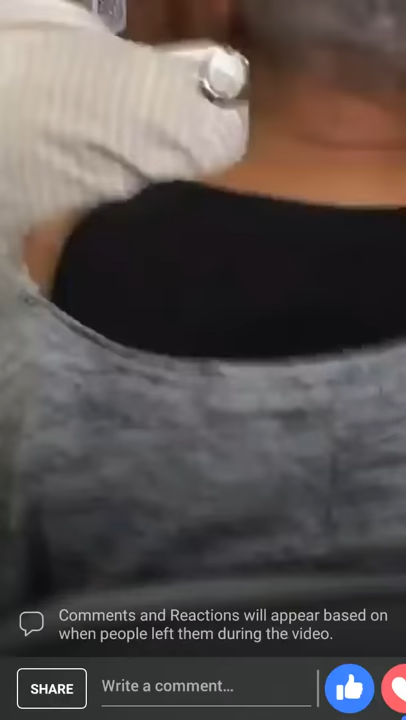 Comments and Reactions will appear based on
when people left them during the video.
SHARE
Write a comment...